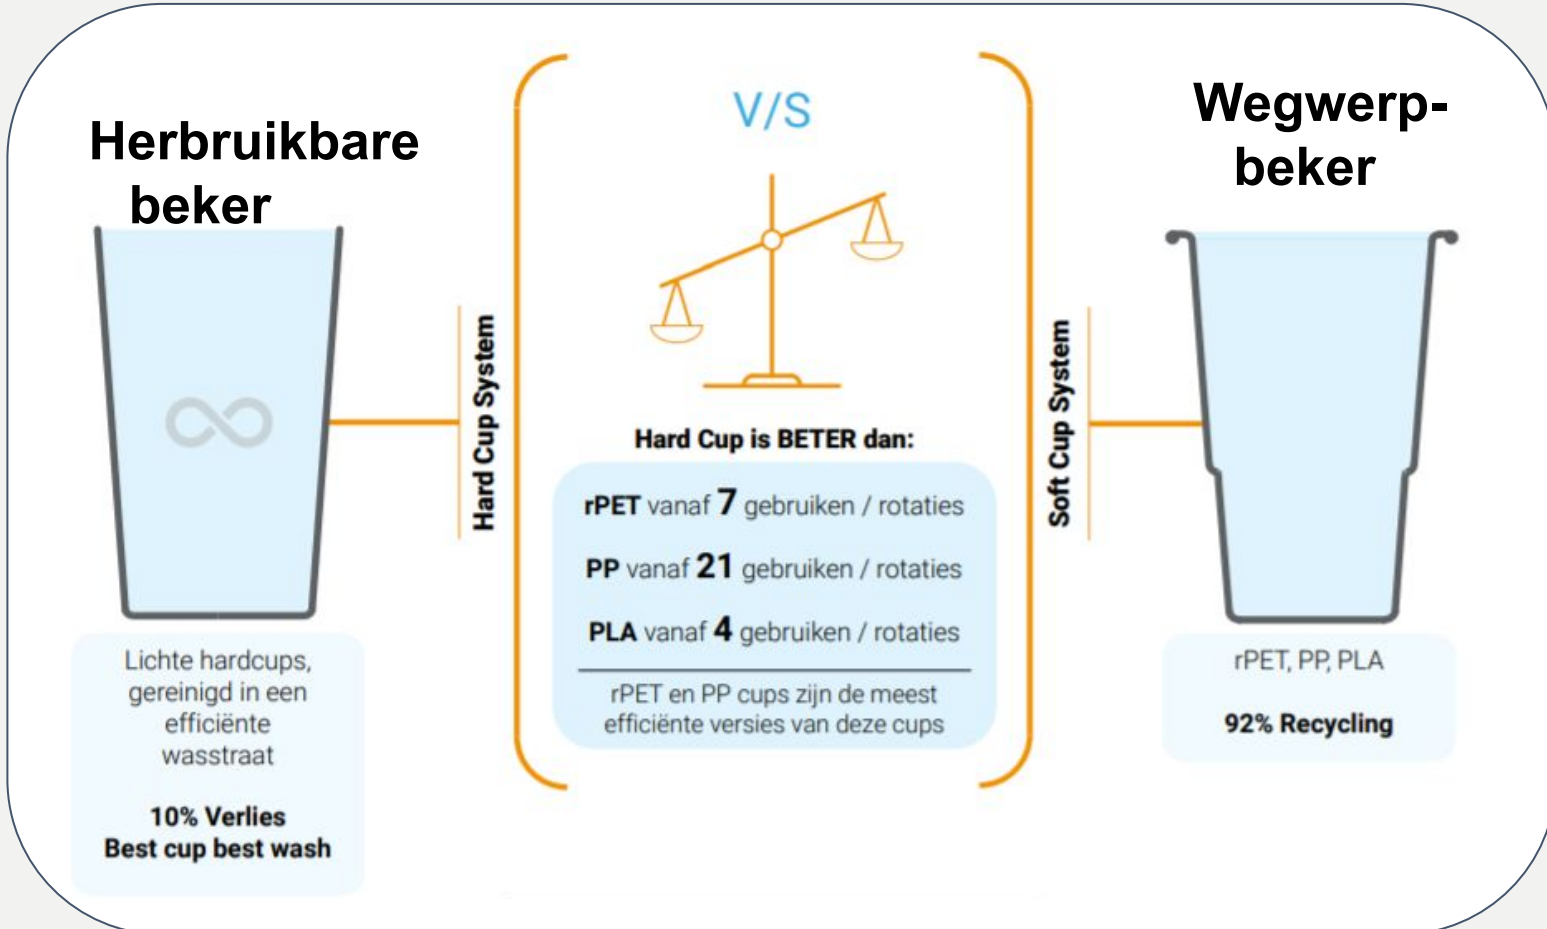 Herbruikbare
beker
Hard Cup System
Lichte hardcups,
gereinigd in een
efficiënte
wasstraat
10% Verlies
Best cup best wash
V/S
Hard Cup is BETER dan:
rPET vanaf 7 gebruiken / rotaties
PP vanaf 21 gebruiken / rotaties
PLA vanaf 4 gebruiken / rotaties
rPET en PP cups zijn de meest
efficiënte versies van deze cups
Wegwerp-
beker
Soft Cup System
rPET, PP, PLA
92% Recycling